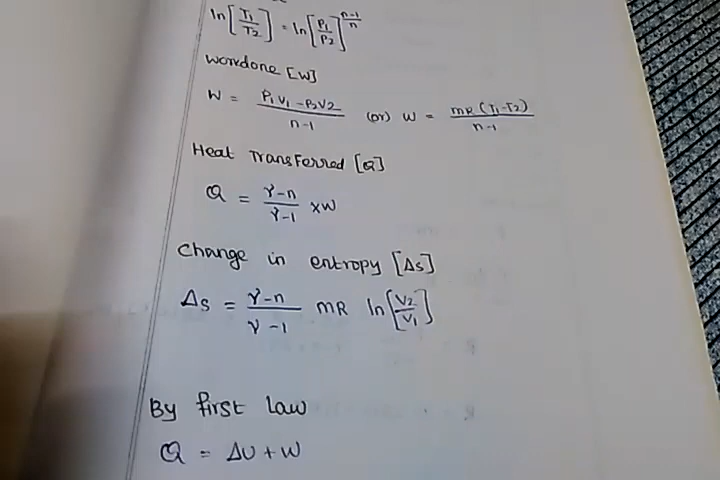 ln[T1/T2] = ln[P1/P2]^(n-1/n)
workdone [W]
W = P1V1-P2V2/n-1 (or) W = mR(T1-T2)/n-1
Heat Transferred [Q]
Q = γ-n/γ-1 xW
Change in entropy [ΔS]
ΔS = γ-n/γ-1 mR ln[V2/V1]
By first Law
Q = ΔU+W